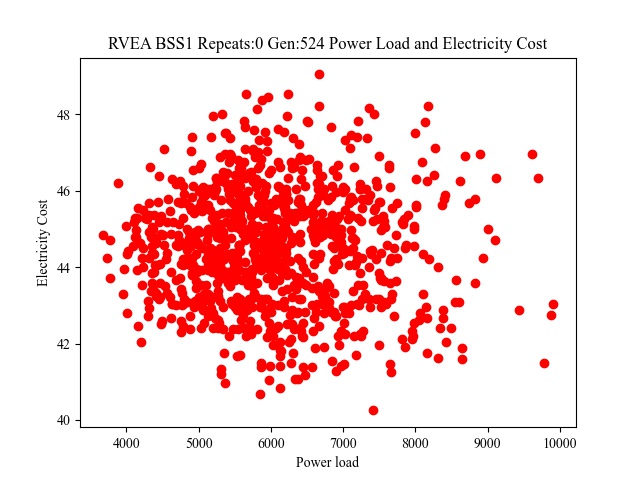 RVEA BSS1 Repeats:0 Gen:524 Power Load and Electricity Cost
48
46
44
42
40
Electricity Cost
4000 5000 6000 7000 8000 9000 10000
Power load